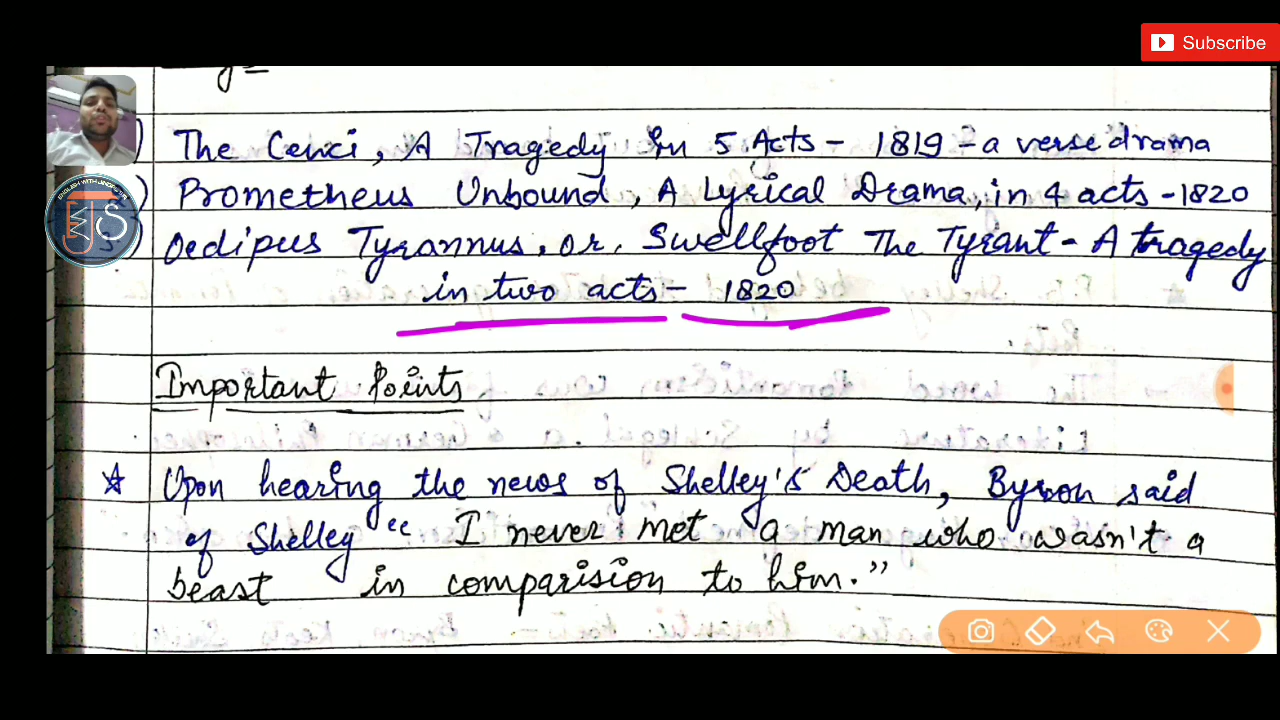 Subscribe
The Cenci, A Tragedy In 5 Acts - 1819 - a verse drama
Prometheus Unbound, A Lyrical Drama, in 4 acts - 1820
Oedipus Tyrannus, or, Swellfoot The Tyrant - A tragedy
in two acts - 1820
Important Points
☆ Upon hearing the news of Shelley's Death, Byron said
of Shelley "I never met a man who wasn't a
beast in comparision to him."